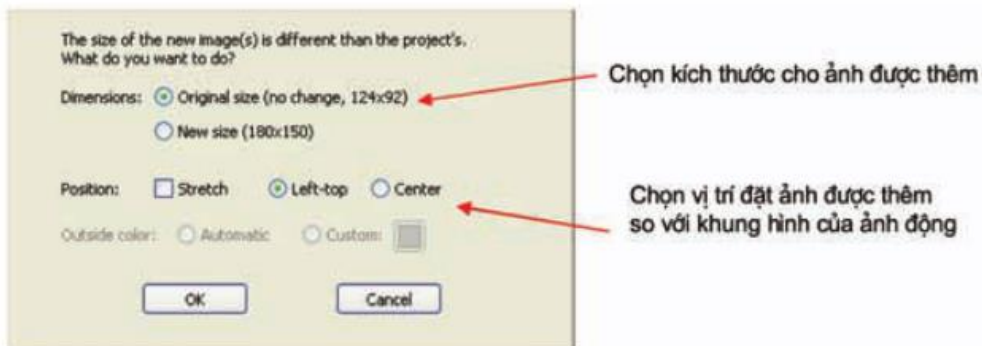 The size of the new image(s) is different than the project's.
What do you want to do?
Dimensions: Original size (no change, 124x92)
New size (180x150)
Position: Stretch Left-top Center
Outside color: Automatic Custom:
OK Cancel
Chọn kích thước cho ảnh được thêm
Chọn vị trí đặt ảnh được thêm
so với khung hình của ảnh động